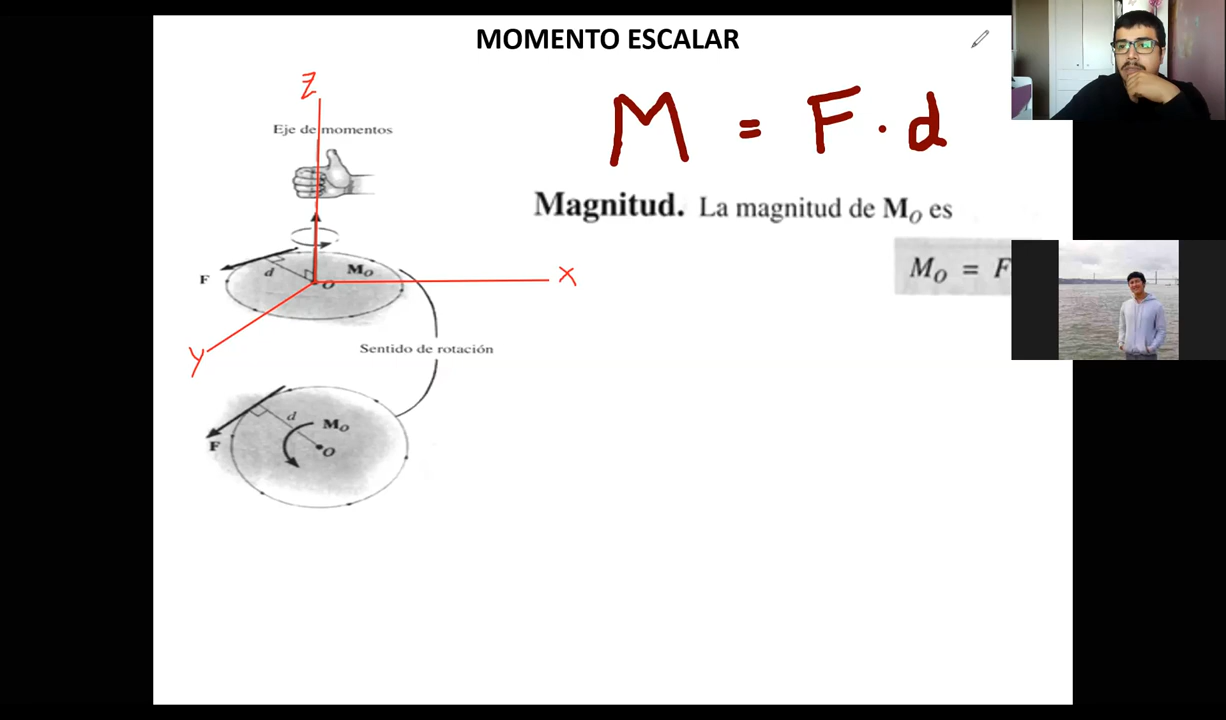 MOMENTO ESCALAR
Z
Eje de momentos
M = F · d
Magnitud. La magnitud de M_O es
M_O = F
F
d
M_O
O
X
Y
Sentido de rotación
d
M_O
F
O